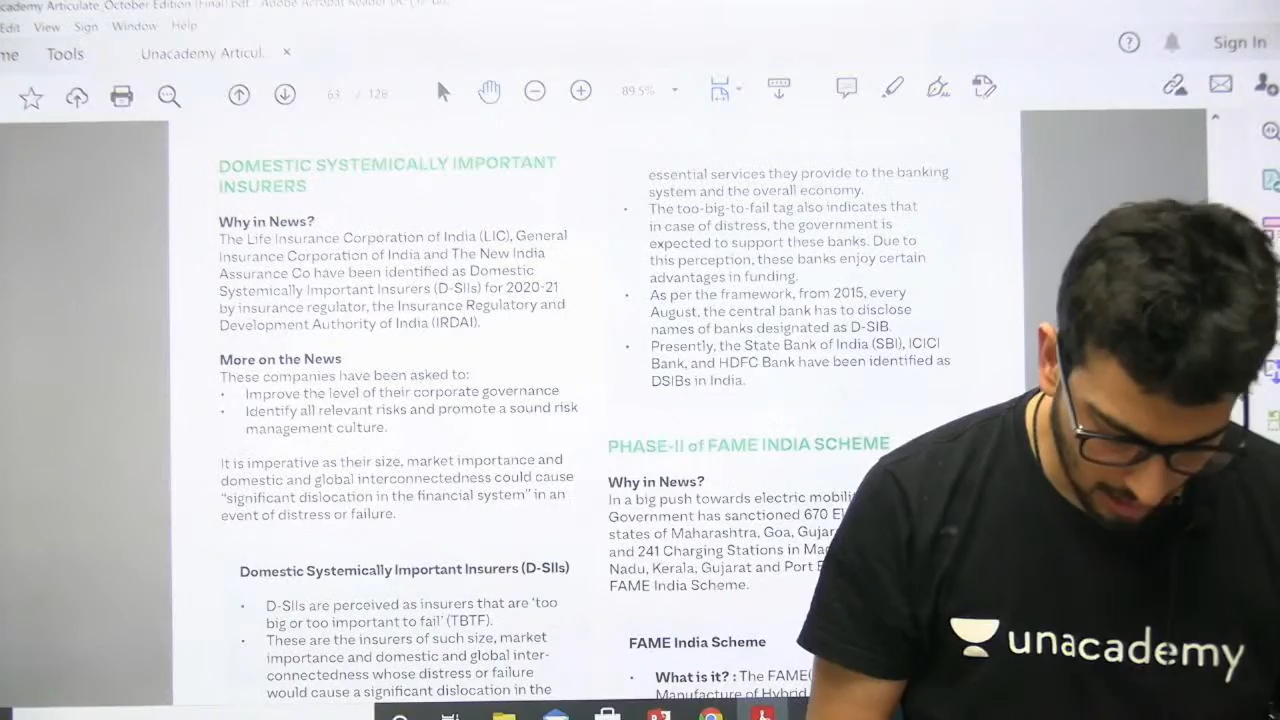 cademy Articulate_October Edition (Final).pdf - Adobe Acrobat Reader DC
Edit View Sign Window Help
me Tools Unacademy Articul... ×
Sign In
63 / 128
89.5%
DOMESTIC SYSTEMICALLY IMPORTANT
INSURERS
Why in News?
The Life Insurance Corporation of India (LIC), General
Insurance Corporation of India and The New India
Assurance Co have been identified as Domestic
Systemically Important Insurers (D-SIIs) for 2020-21
by insurance regulator, the Insurance Regulatory and
Development Authority of India (IRDAI).
More on the News
These companies have been asked to:
• Improve the level of their corporate governance
• Identify all relevant risks and promote a sound risk
management culture.
It is imperative as their size, market importance and
domestic and global interconnectedness could cause
“significant dislocation in the financial system” in an
event of distress or failure.
Domestic Systemically Important Insurers (D-SIIs)
• D-SIIs are perceived as insurers that are ‘too
big or too important to fail’ (TBTF).
• These are the insurers of such size, market
importance and domestic and global inter-
connectedness whose distress or failure
would cause a significant dislocation in the
essential services they provide to the banking
system and the overall economy.
• The too-big-to-fail tag also indicates that
in case of distress, the government is
expected to support these banks. Due to
this perception, these banks enjoy certain
advantages in funding.
• As per the framework, from 2015, every
August, the central bank has to disclose
names of banks designated as D-SIB.
• Presently, the State Bank of India (SBI), ICICI
Bank, and HDFC Bank have been identified as
DSIBs in India.
PHASE-II of FAME INDIA SCHEME
Why in News?
In a big push towards electric mobili
Government has sanctioned 670 El
states of Maharashtra, Goa, Gujar
and 241 Charging Stations in Ma
Nadu, Kerala, Gujarat and Port B
FAME India Scheme.
FAME India Scheme
• What is it? : The FAME(
Manufacture of Hybrid
unacademy